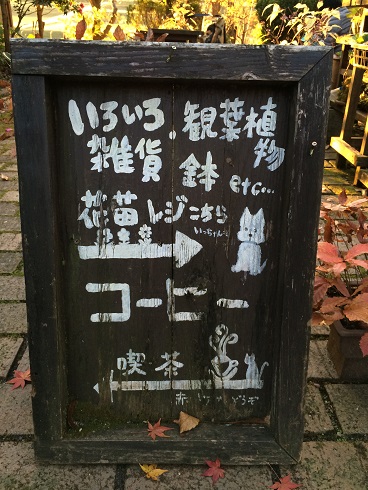 いろいろ 観葉植物
雑貨 鉢 etc...
花苗 レジこちら
コーヒー
喫茶